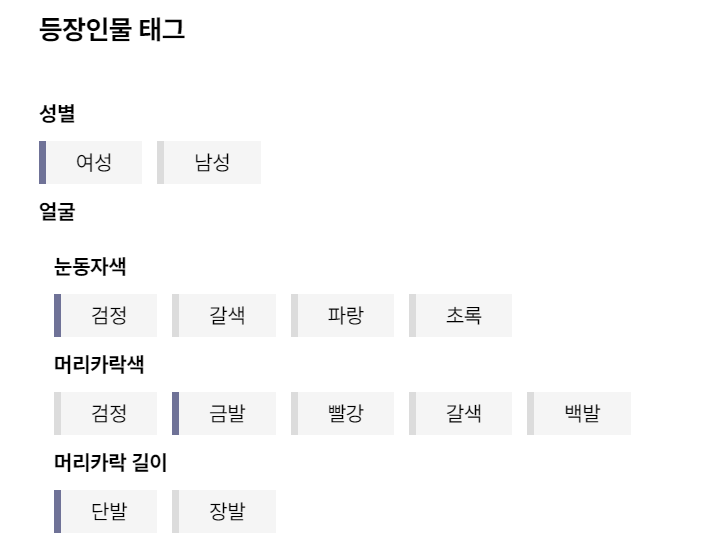 등장인물 태그
성별
여성 남성
얼굴
눈동자색
검정 갈색 파랑 초록
머리카락색
검정 금발 빨강 갈색 백발
머리카락 길이
단발 장발